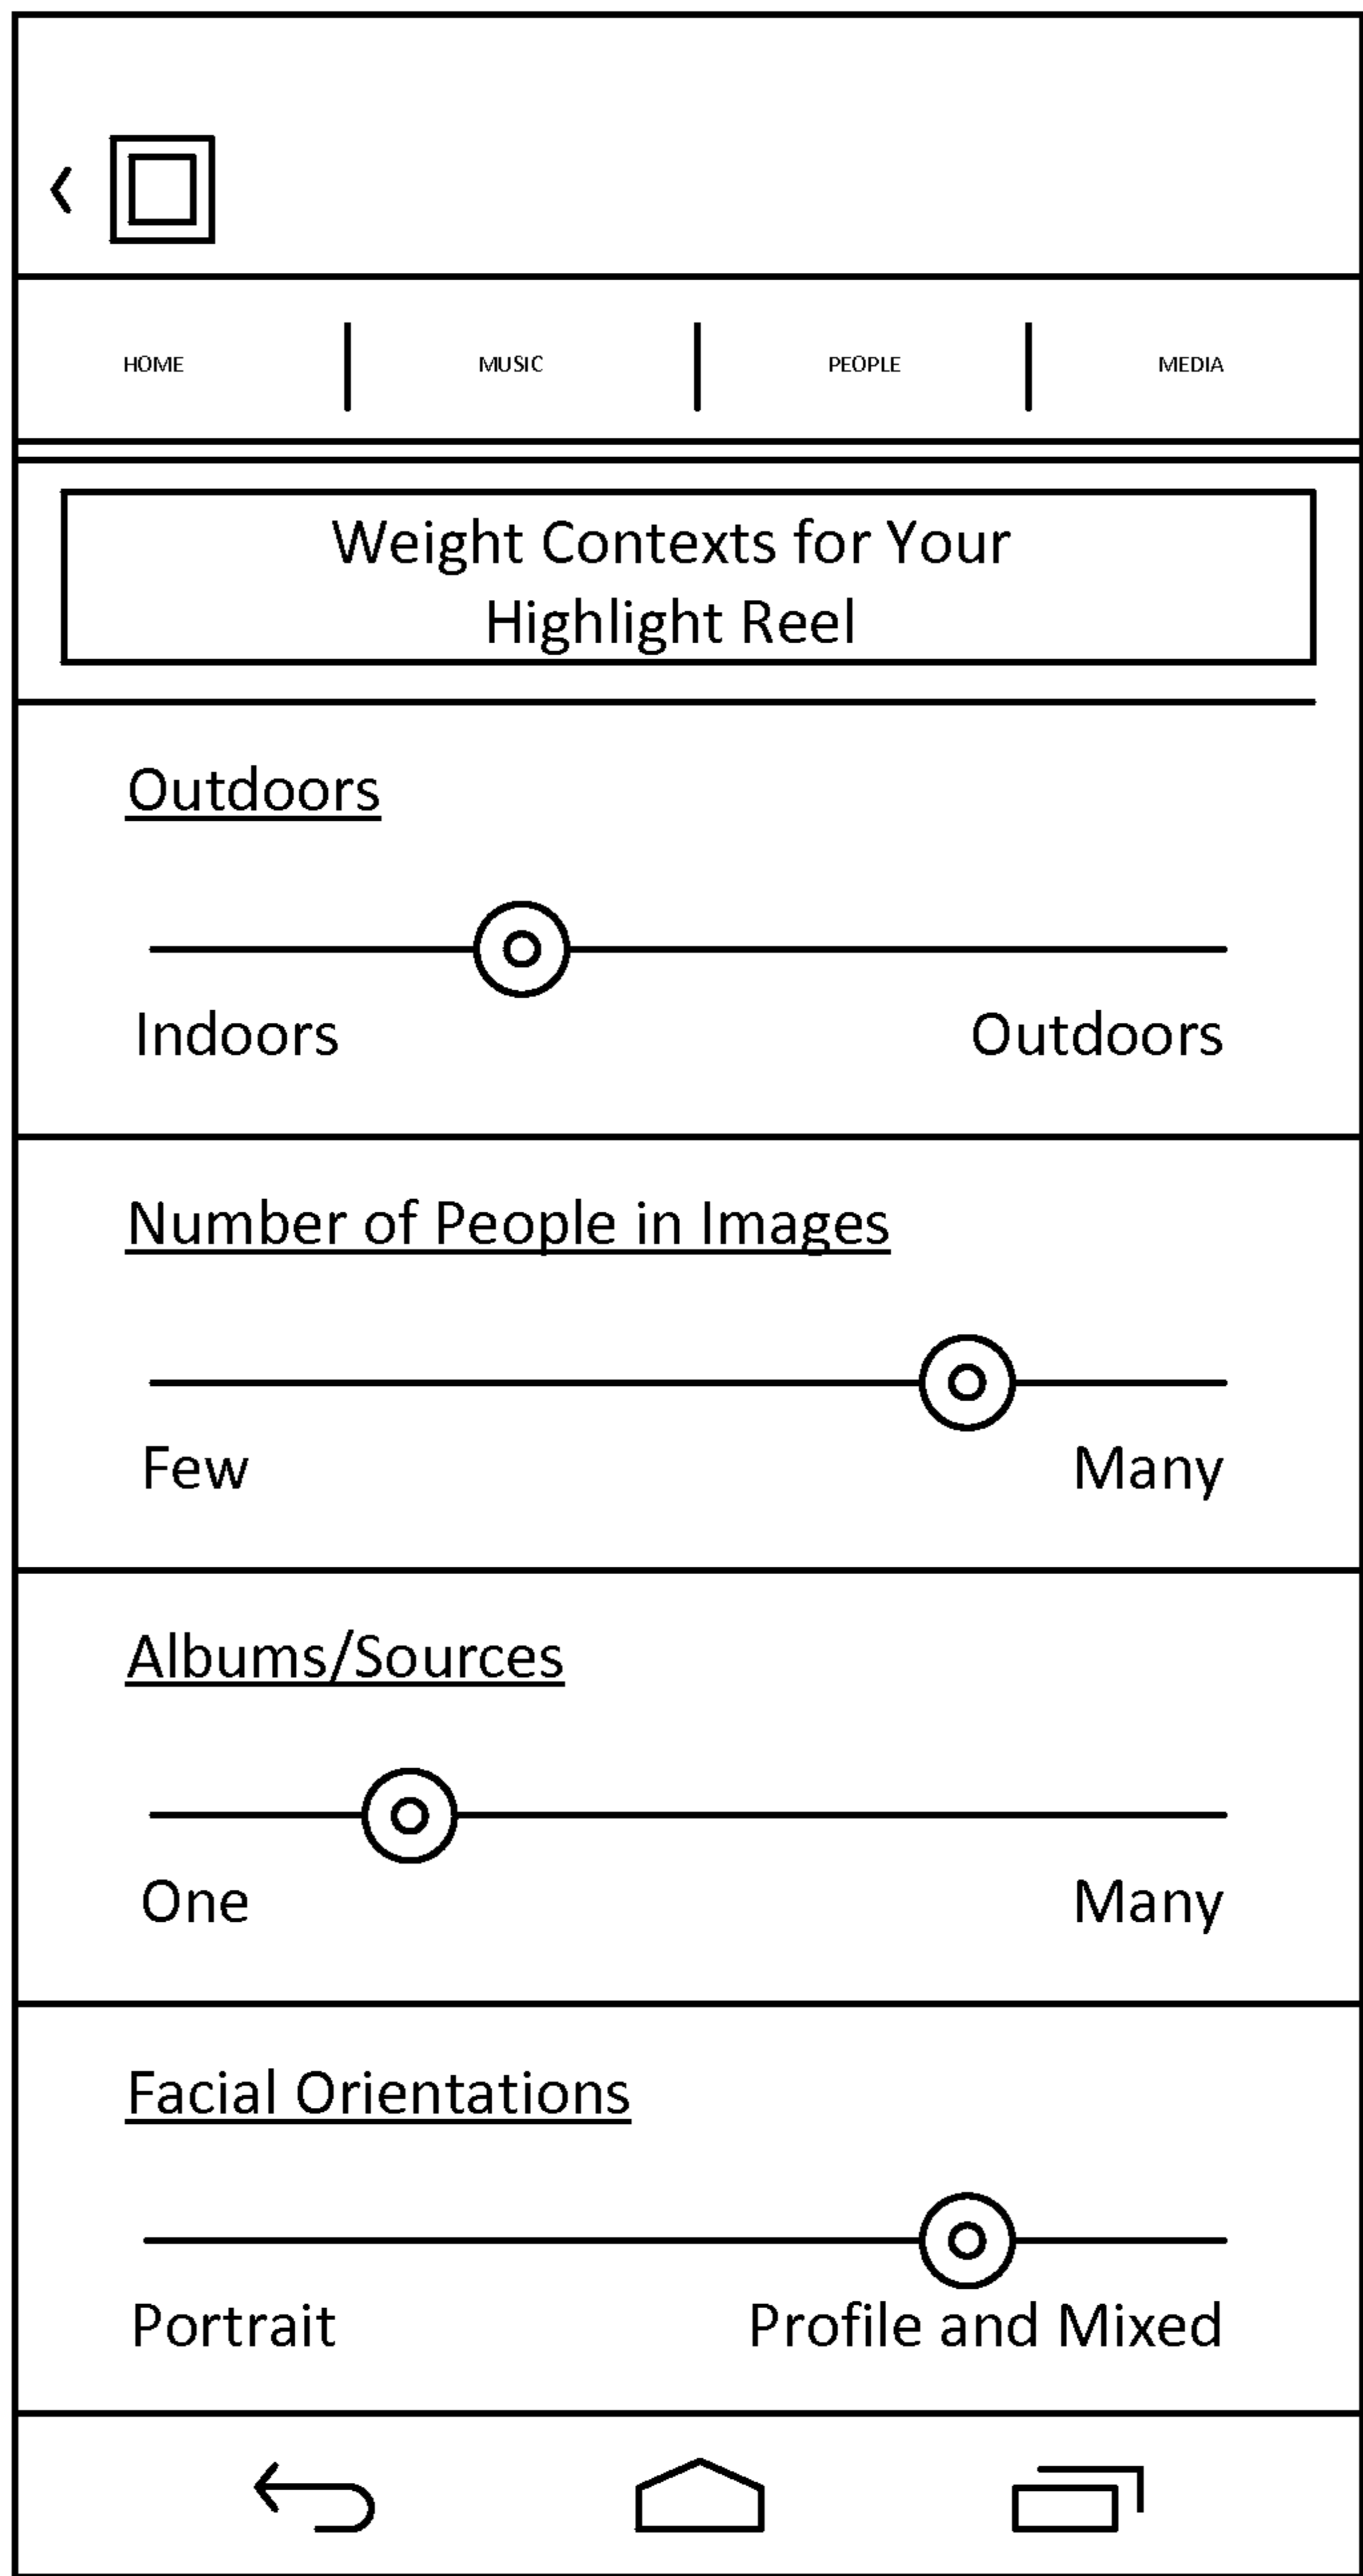 HOME MUSIC PEOPLE MEDIA
Weight Contexts for Your
Highlight Reel
Outdoors
Indoors Outdoors
Number of People in Images
Few Many
Albums/Sources
One Many
Facial Orientations
Portrait Profile and Mixed